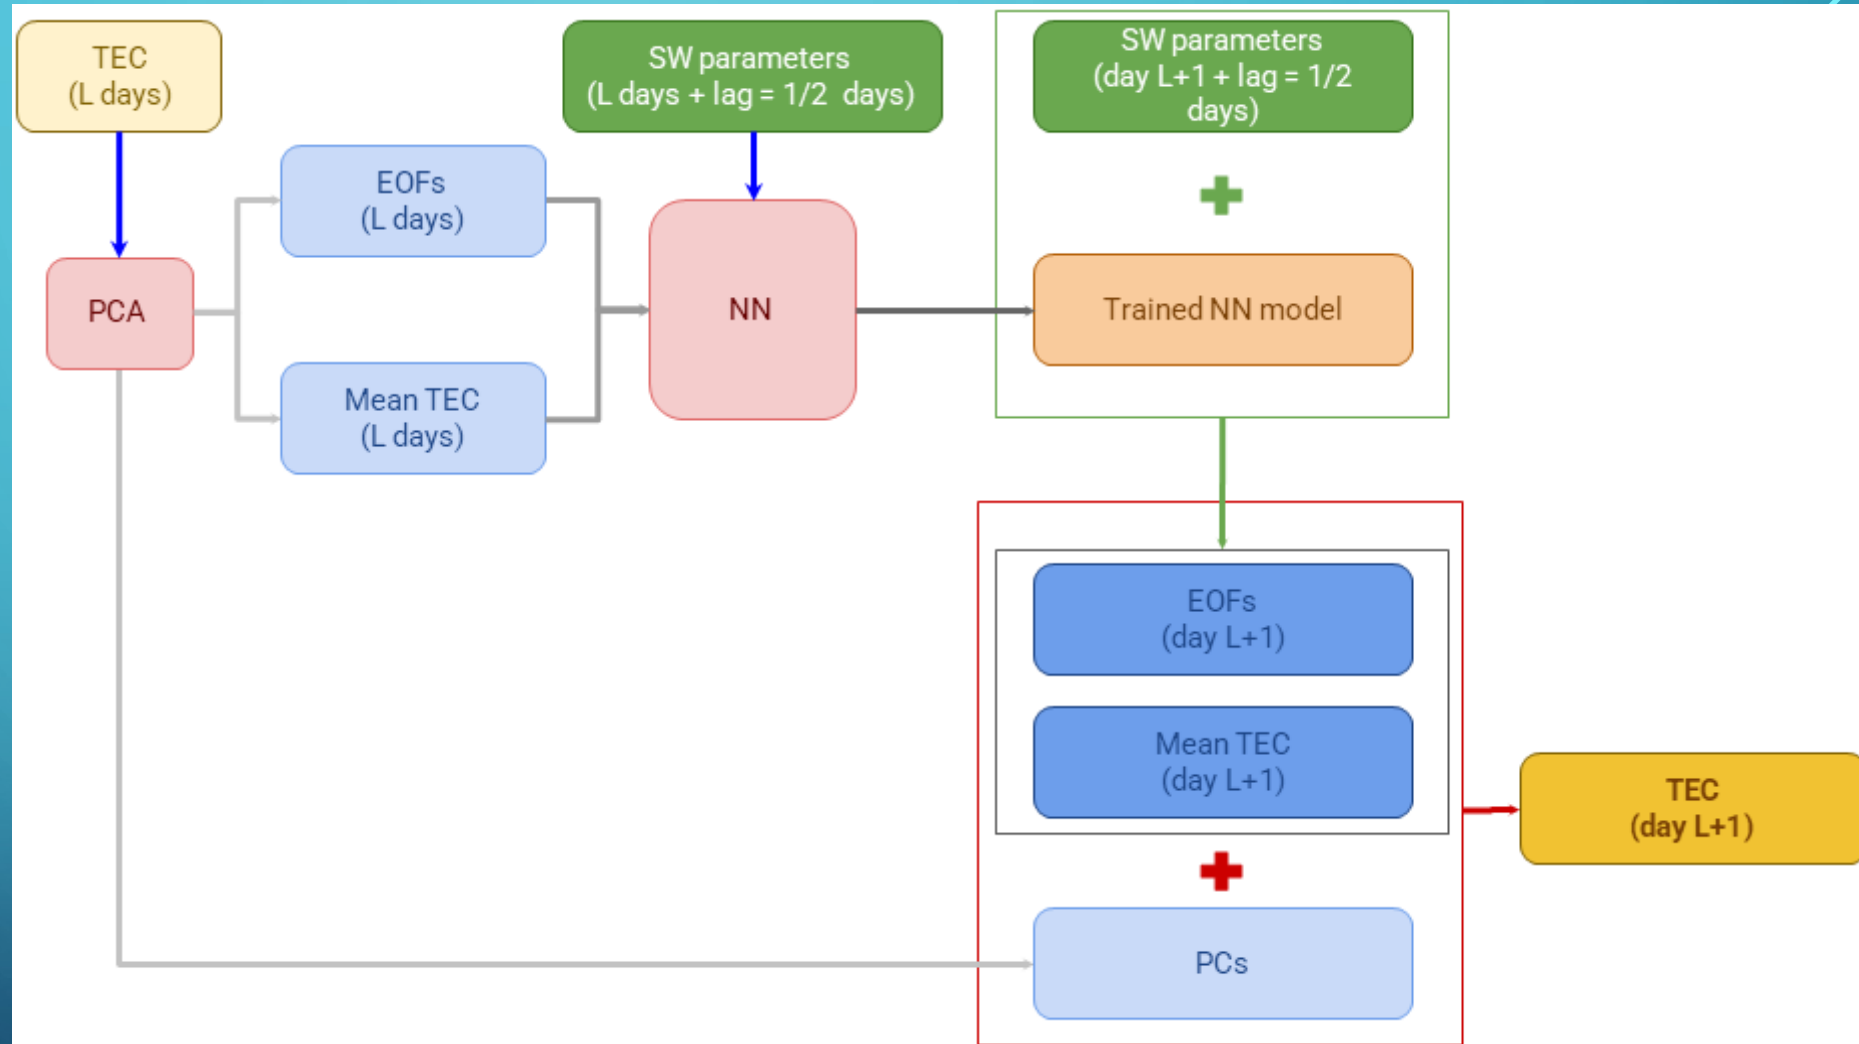 TEC
(L days)
SW parameters
(L days + lag = 1/2 days)
SW parameters
(day L+1 + lag = 1/2
days)
EOFs
(L days)
PCA
NN
Trained NN model
Mean TEC
(L days)
EOFs
(day L+1)
Mean TEC
(day L+1)
TEC
(day L+1)
PCs